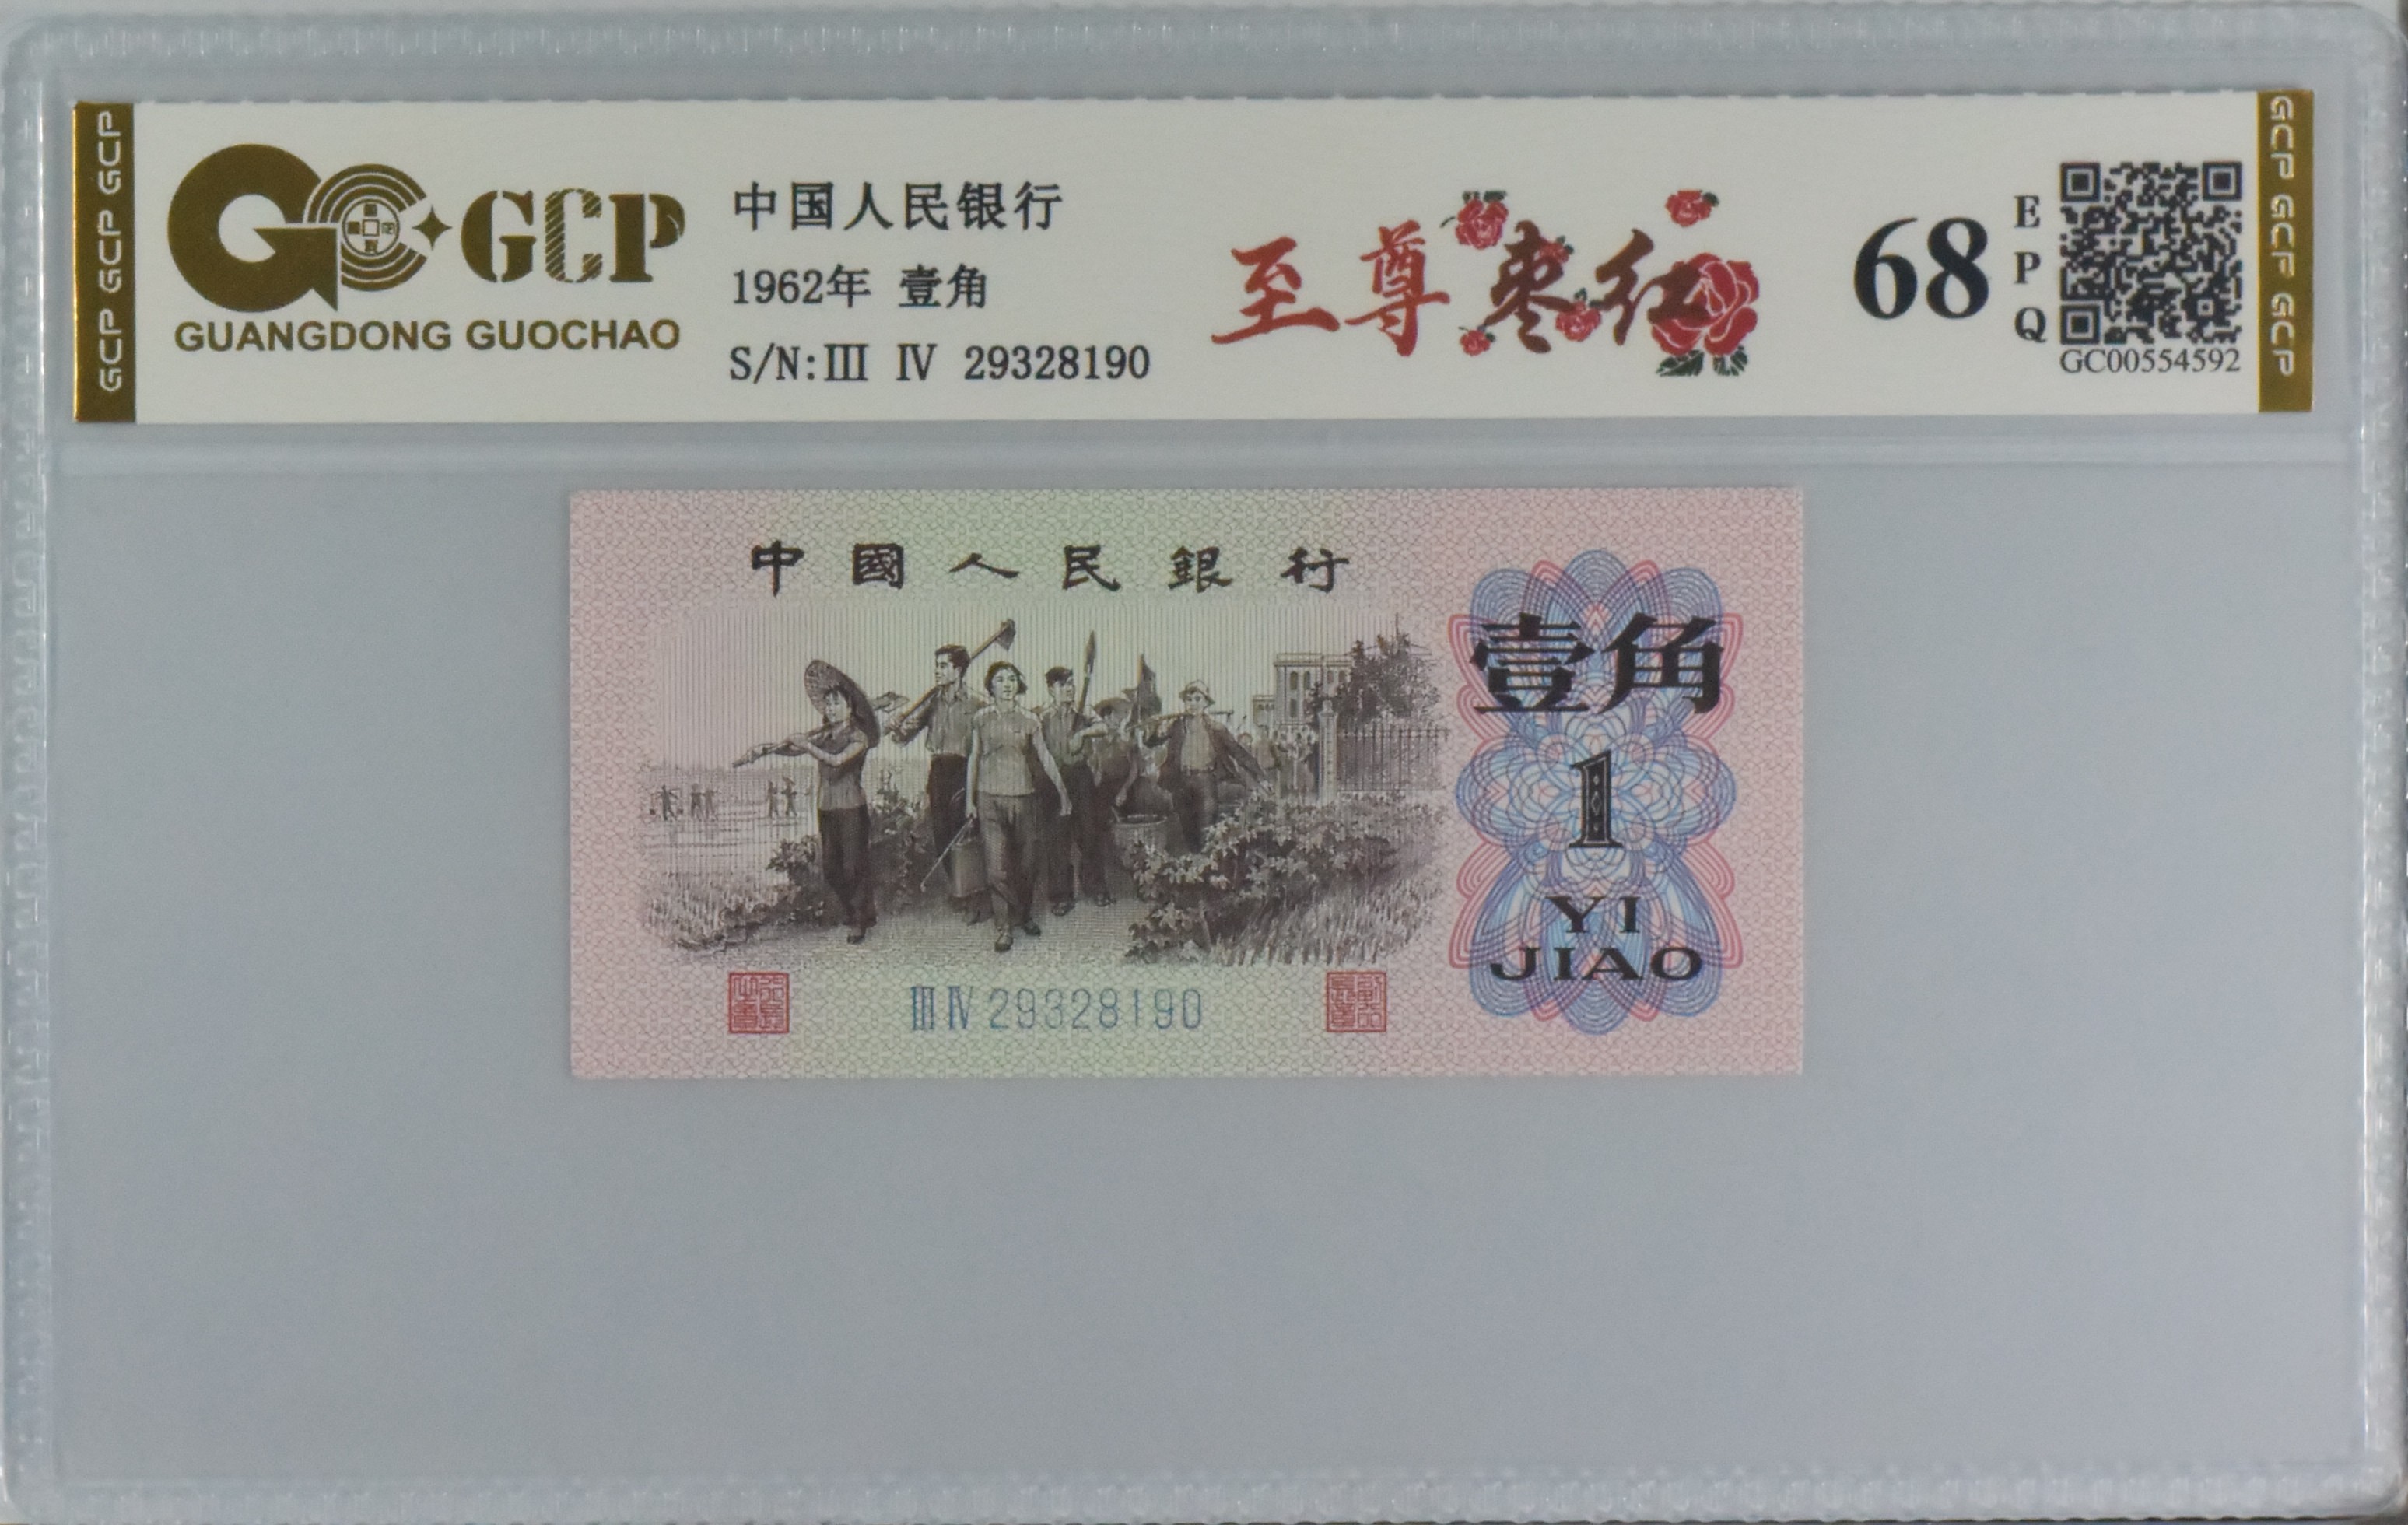 GCP GCP GCP
GCP
GUANGDONG GUOCHAO
中国人民银行
1962年 壹角
S/N:Ⅲ Ⅳ 29328190
至尊枣红
68
E
P
Q
GC00554592
GCP GCP GCP
中國人民銀行
壹角
1
YI
JIAO
Ⅲ Ⅳ 29328190